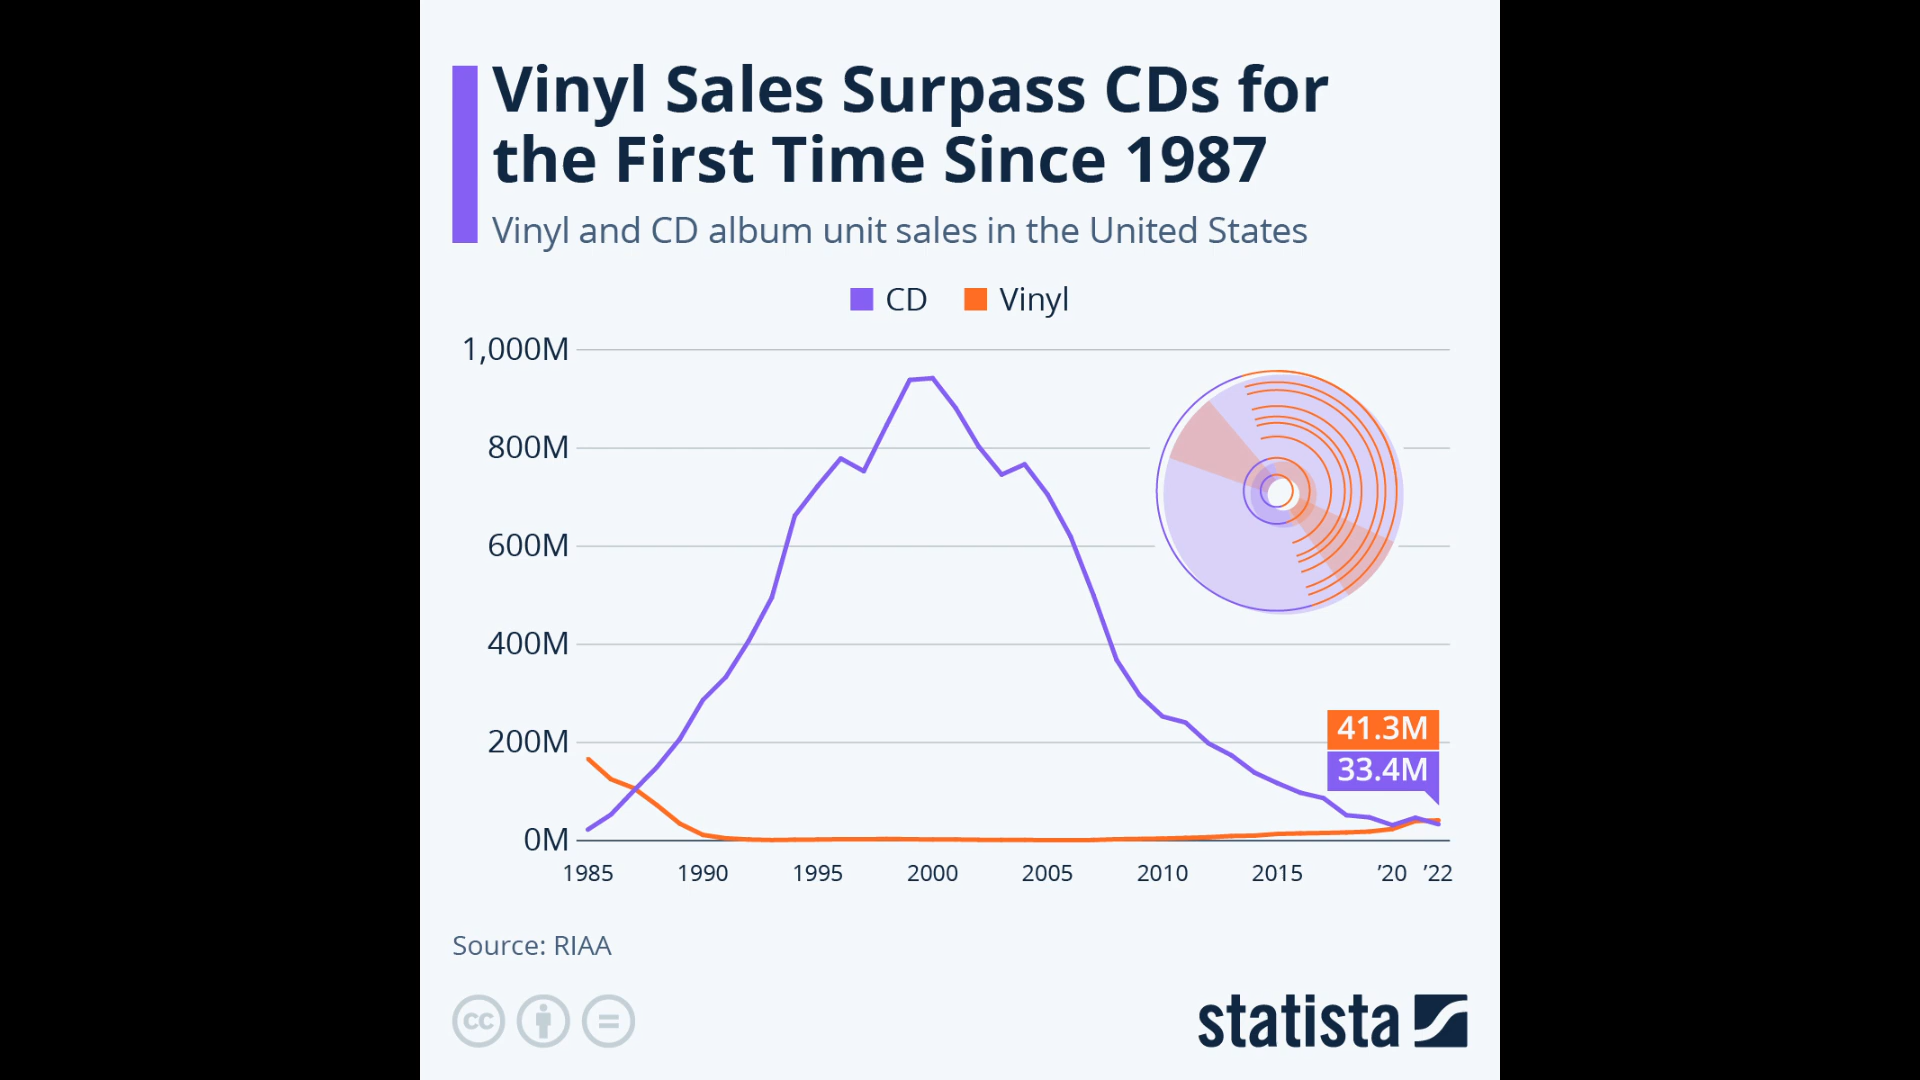 Vinyl Sales Surpass CDs for
the First Time Since 1987
Vinyl and CD album unit sales in the United States
CD Vinyl
1,000M
800M
600M
400M
200M
0M
41.3M
33.4M
1985 1990 1995 2000 2005 2010 2015 ’20 ’22
Source: RIAA
cc =
statista